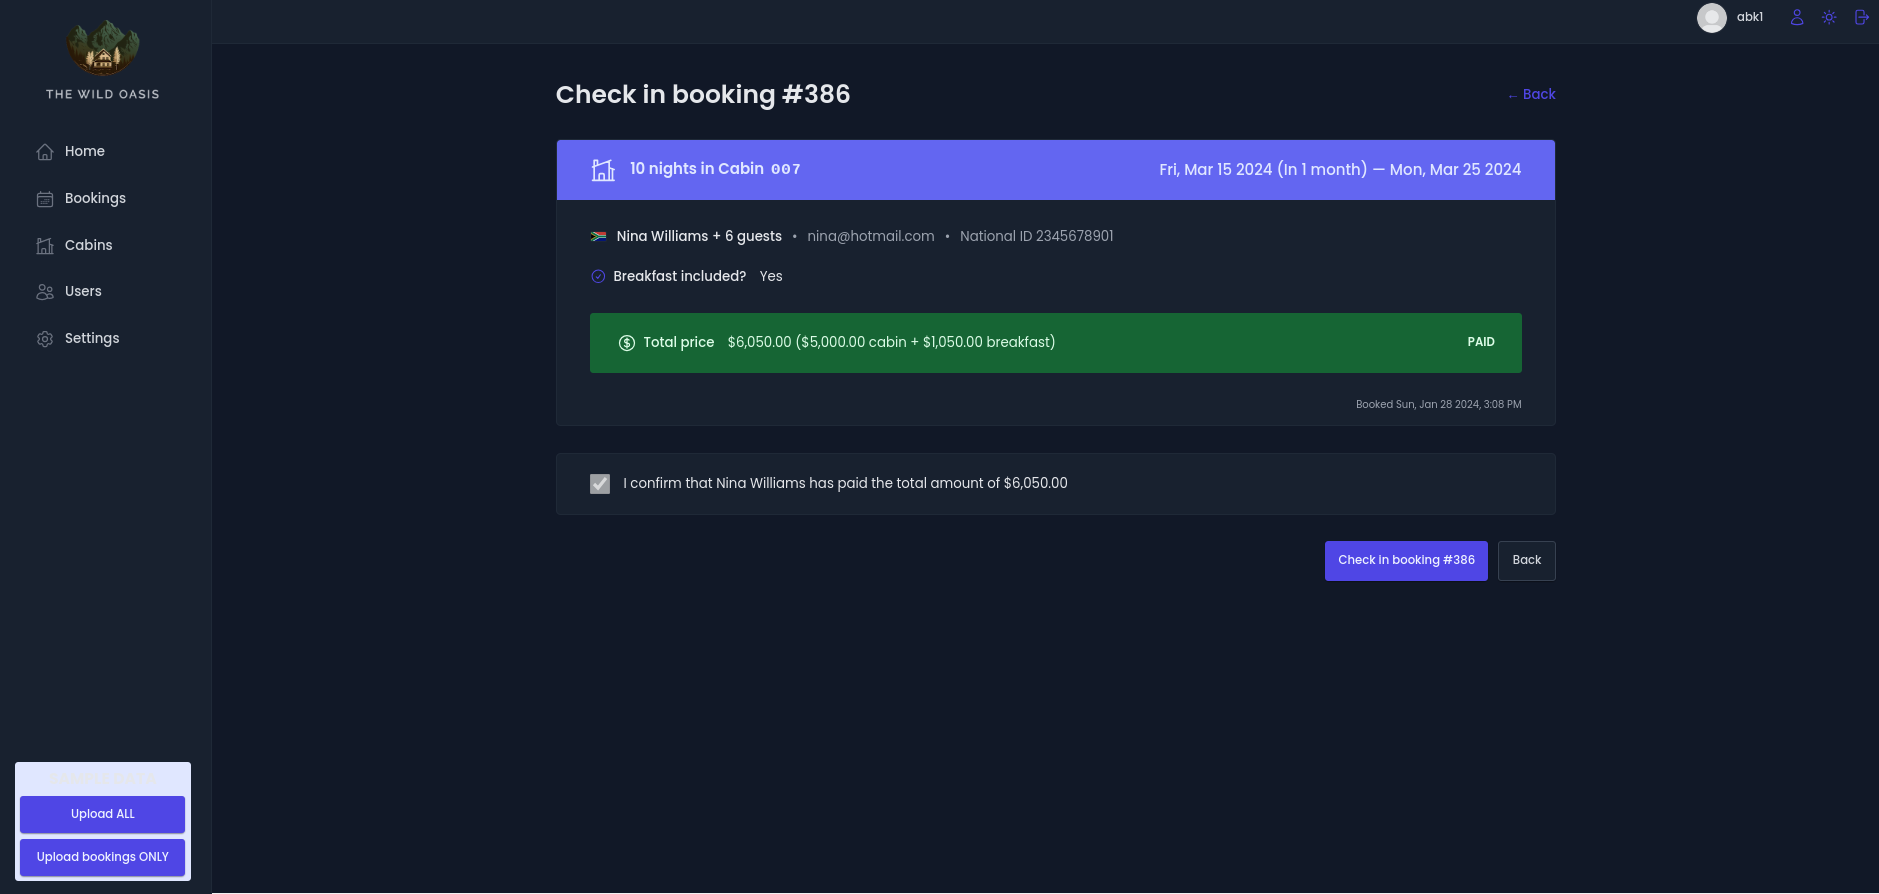 abk1
THE WILD OASIS
Home
Bookings
Cabins
Users
Settings
Upload ALL
Upload bookings ONLY
Check in booking #386
← Back
10 nights in Cabin 007
Fri, Mar 15 2024 (In 1 month) — Mon, Mar 25 2024
Nina Williams + 6 guests • nina@hotmail.com • National ID 2345678901
Breakfast included? Yes
Total price $6,050.00 ($5,000.00 cabin + $1,050.00 breakfast)
PAID
Booked Sun, Jan 28 2024, 3:08 PM
I confirm that Nina Williams has paid the total amount of $6,050.00
Check in booking #386
Back